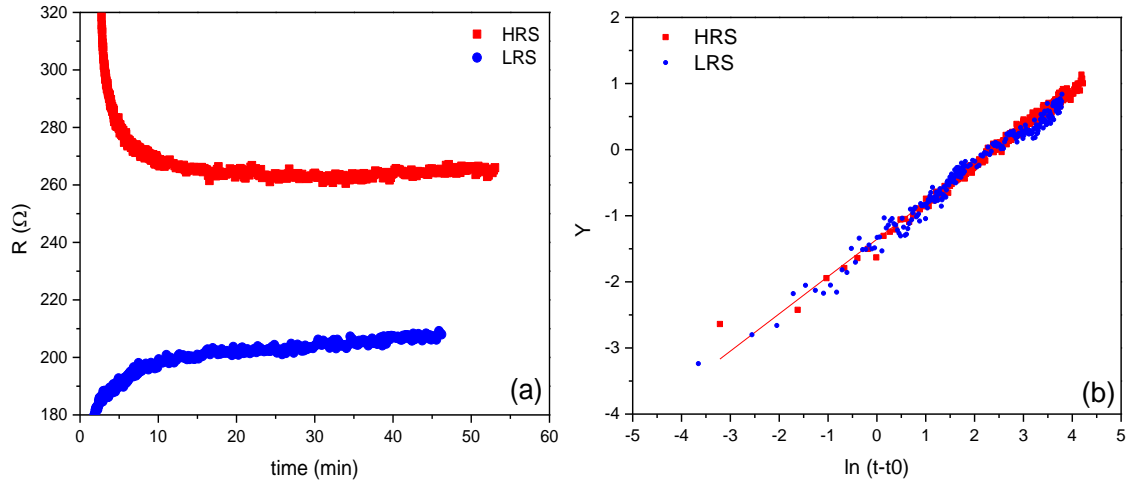 320
300
280
260
240
220
200
180
R (Ω)
HRS
LRS
(a)
0 10 20 30 40 50 60
time (min)
2
1
0
-1
-2
-3
-4
Y
HRS
LRS
(b)
-5 -4 -3 -2 -1 0 1 2 3 4 5
ln (t-t0)